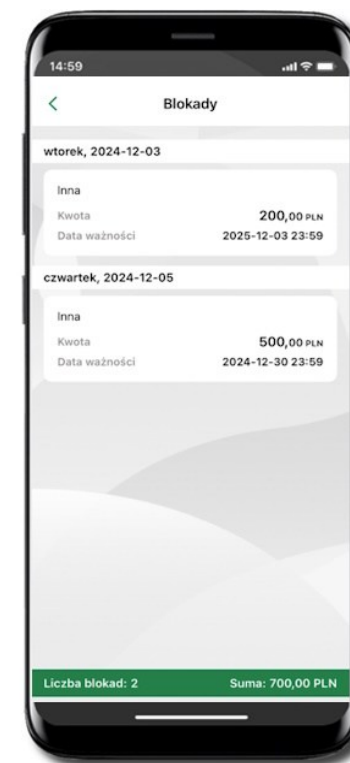 14:59
Blokady
wtorek, 2024-12-03
Inna
Kwota 200,00 PLN
Data ważności 2025-12-03 23:59
czwartek, 2024-12-05
Inna
Kwota 500,00 PLN
Data ważności 2024-12-30 23:59
Liczba blokad: 2 Suma: 700,00 PLN